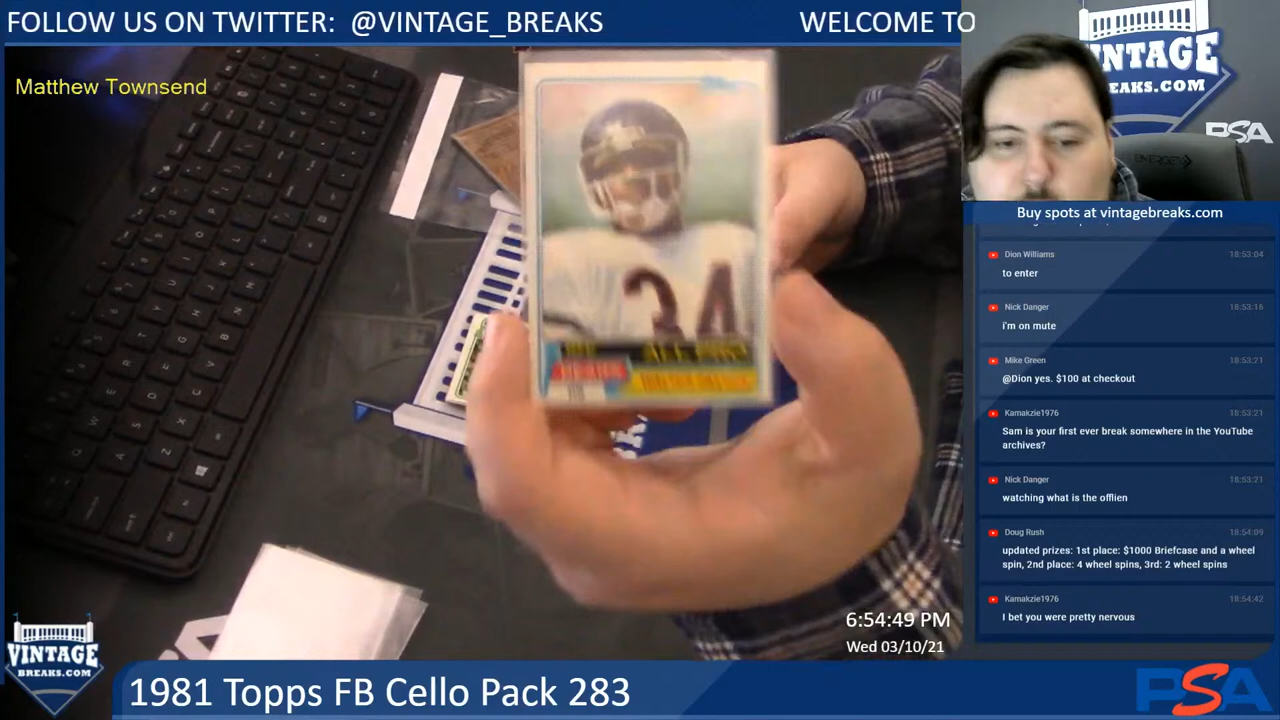 FOLLOW US ON TWITTER: @VINTAGE_BREAKS
WELCOME TO
Matthew Townsend
VINTAGE
BREAKS.COM
PSA
Buy spots at vintagebreaks.com
Dion Williams 18:53:04
to enter
Nick Danger 18:53:16
i'm on mute
Mike Green 18:53:21
@Dion yes. $100 at checkout
Kamakzie1976 18:53:21
Sam is your first ever break somewhere in the YouTube
archives?
Nick Danger 18:53:21
watching what is the offlien
Doug Rush 18:54:09
updated prizes: 1st place: $1000 Briefcase and a wheel
spin, 2nd place: 4 wheel spins, 3rd: 2 wheel spins
Kamakzie1976 18:54:42
I bet you were pretty nervous
34
ALL PRO
6:54:49 PM
Wed 03/10/21
VINTAGE
BREAKS.COM
1981 Topps FB Cello Pack 283
PSA